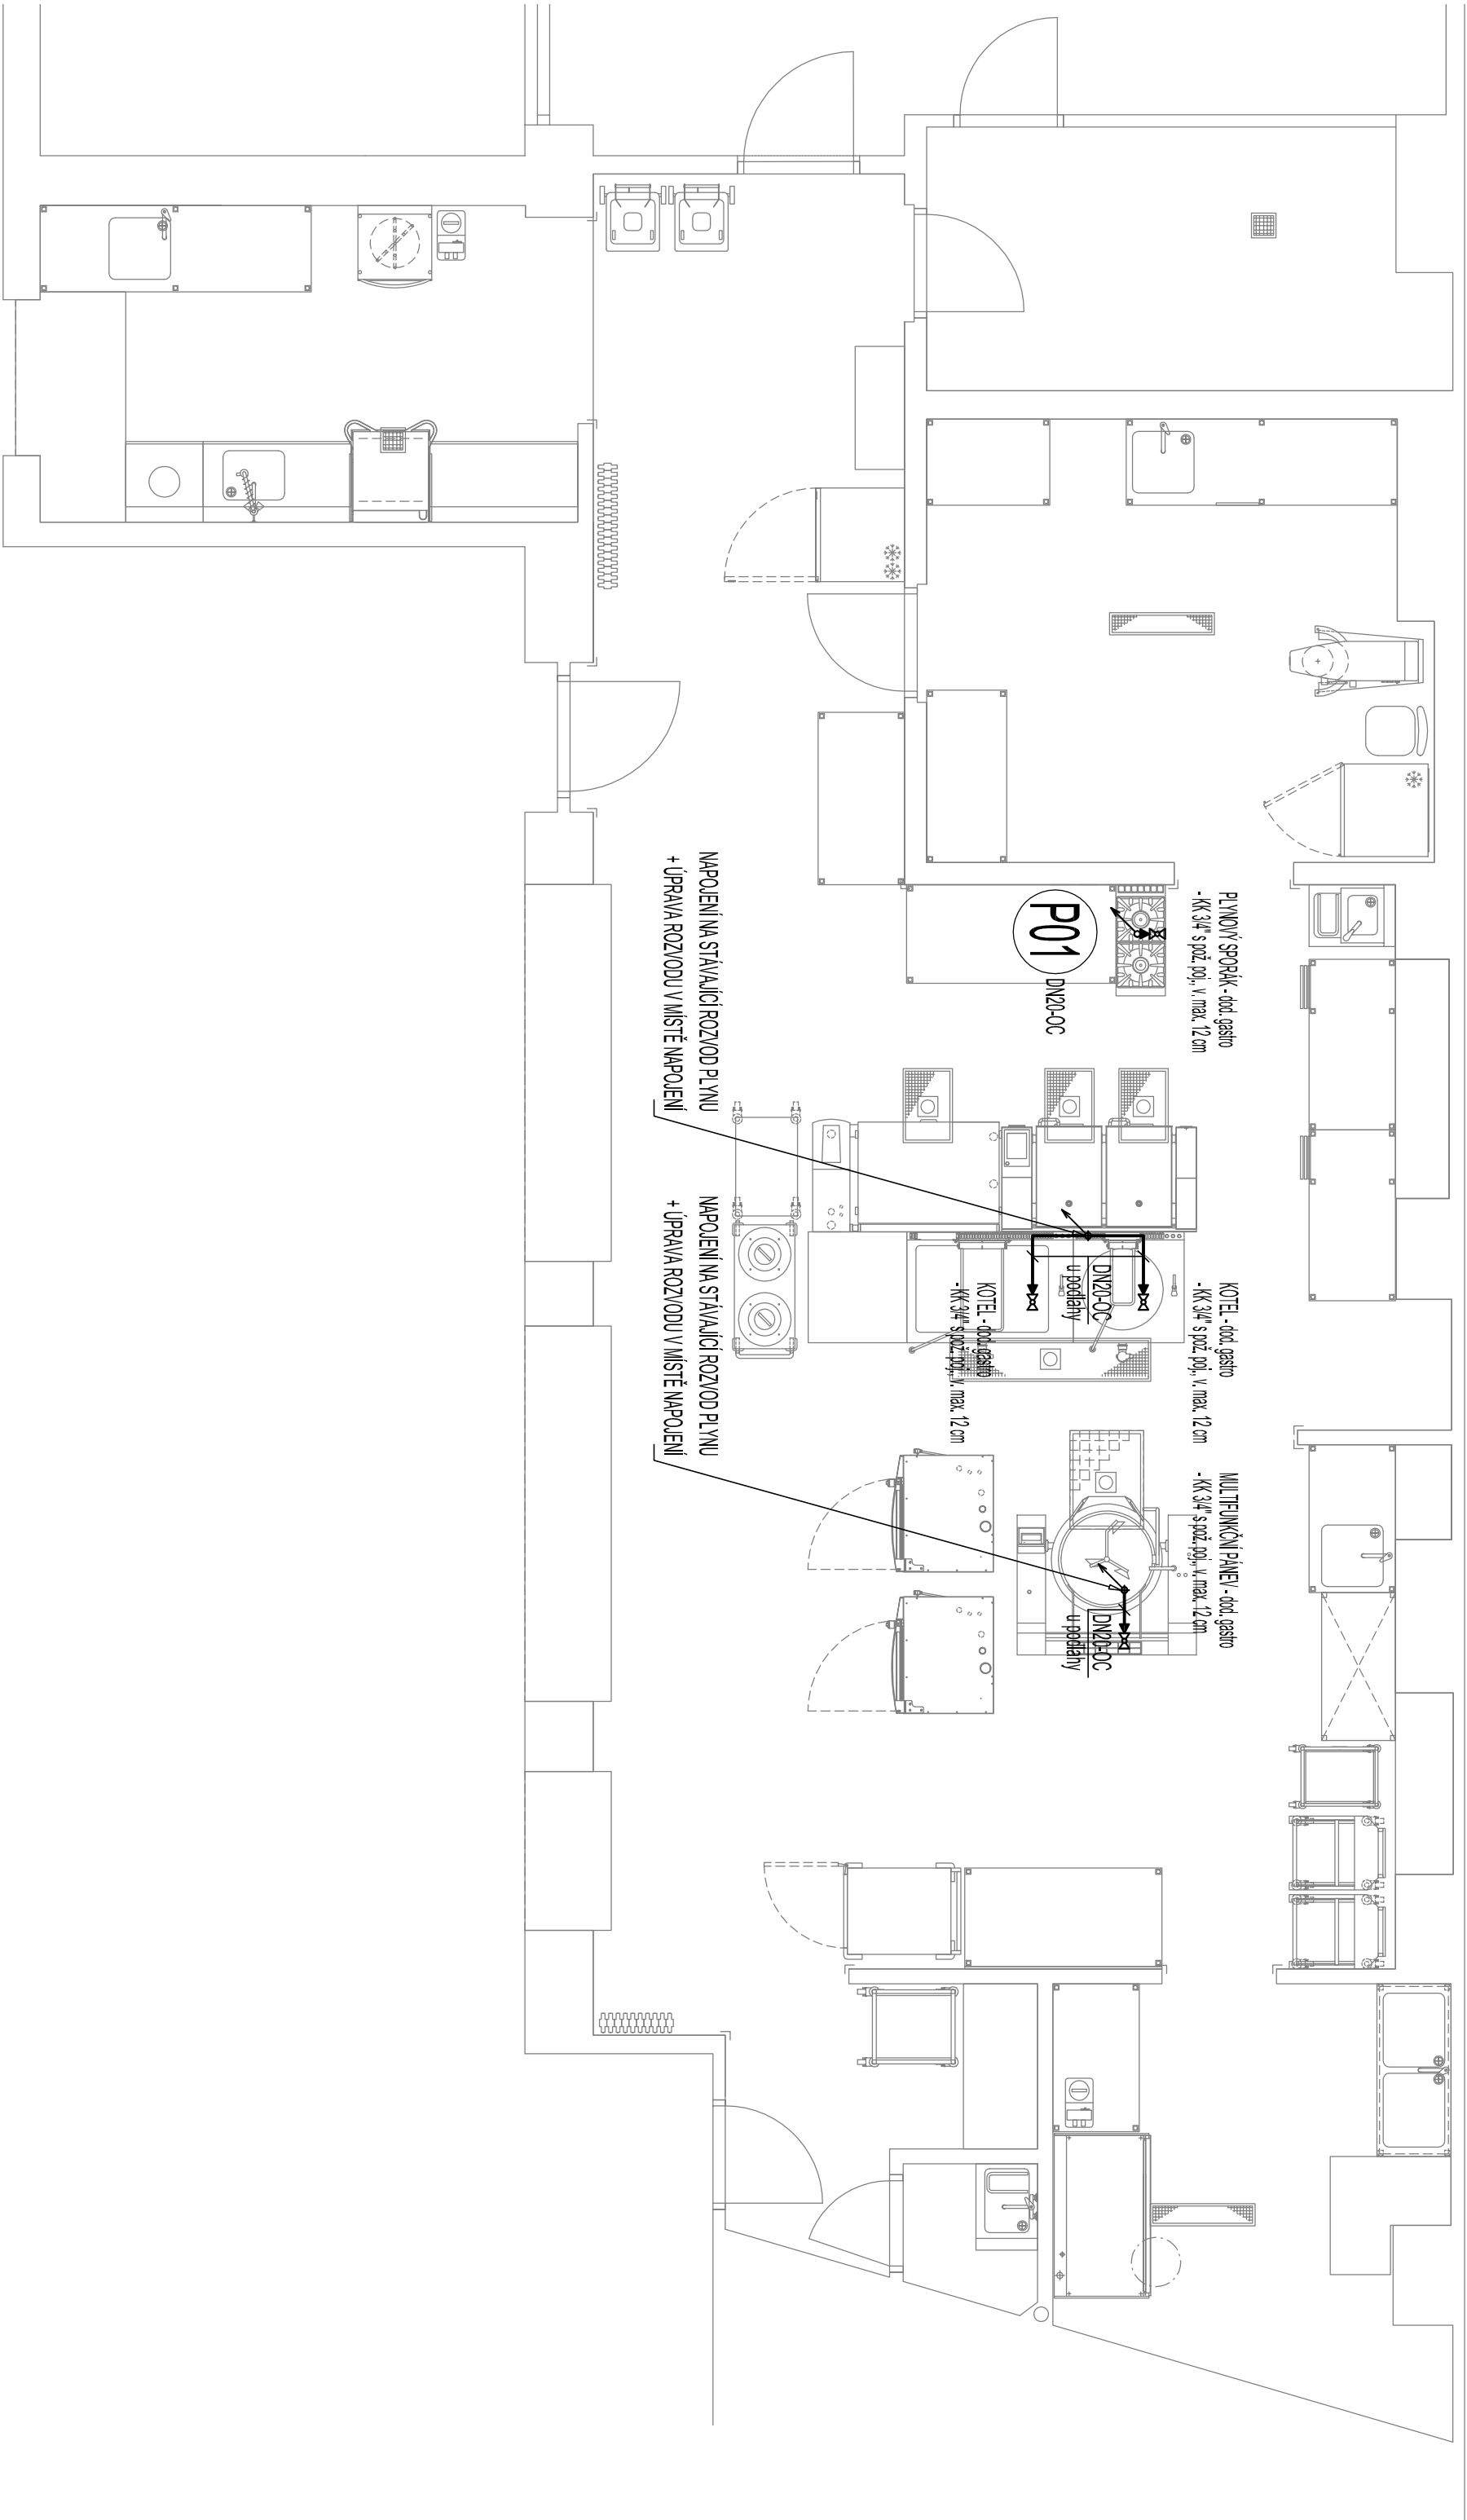 PLYNOVÝ SPORÁK - dod. gastro
- KK 3/4" s pož. poj., v. max. 12 cm
P01
DN20-OC
NAPOJENÍ NA STÁVAJÍCÍ ROZVOD PLYNU
+ ÚPRAVA ROZVODU V MÍSTĚ NAPOJENÍ
KOTEL - dod. gastro
- KK 3/4" s pož. poj., v. max. 12 cm
DN20-OC
u podlahy
KOTEL - dod. gastro
- KK 3/4" s pož. poj., v. max. 12 cm
NAPOJENÍ NA STÁVAJÍCÍ ROZVOD PLYNU
+ ÚPRAVA ROZVODU V MÍSTĚ NAPOJENÍ
MULTIFUNKČNÍ PÁNEV - dod. gastro
- KK 3/4" s pož. poj., v. max. 12 cm
DN20-OC
u podlahy